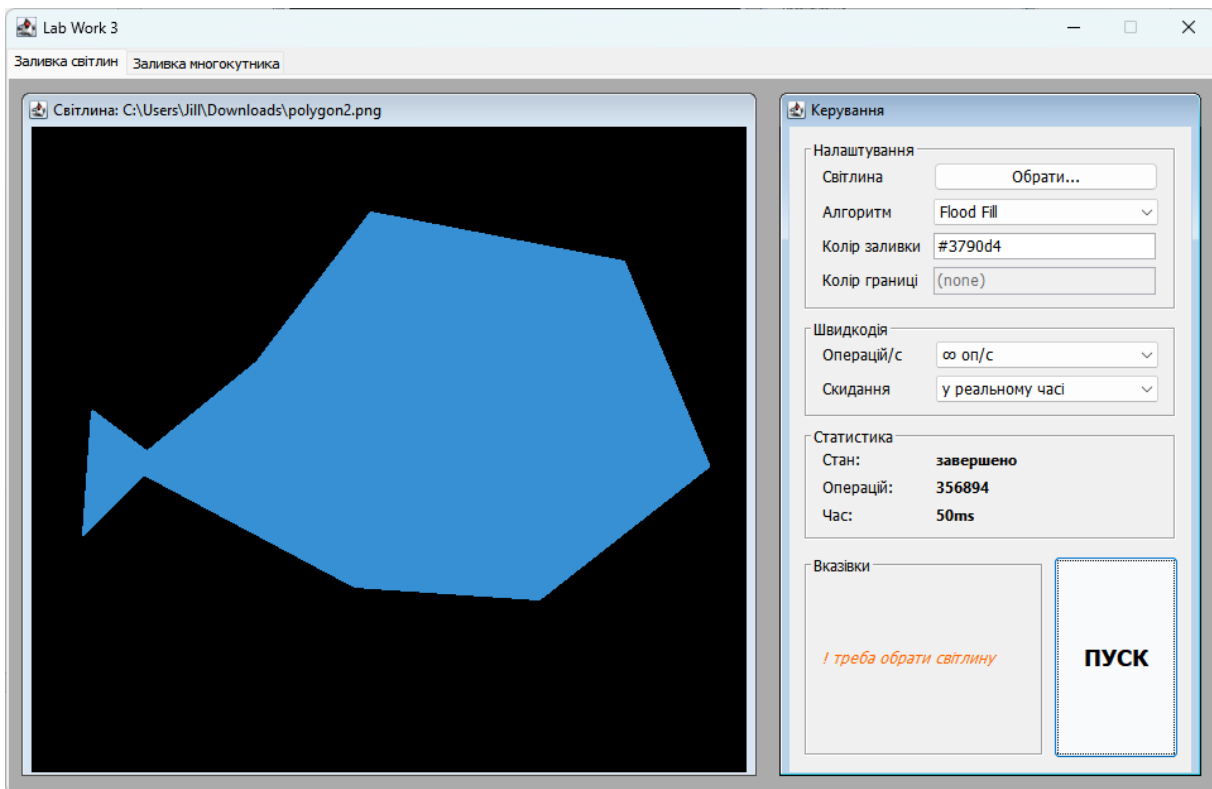 Lab Work 3
Заливка світлин Заливка многокутника
Світлина: C:\Users\Jill\Downloads\polygon2.png
Керування
Налаштування
Світлина Обрати...
Алгоритм Flood Fill
Колір заливки #3790d4
Колір границі (none)
Швидкодія
Операцій/с ∞ оп/с
Скидання у реальному часі
Статистика
Стан: завершено
Операцій: 356894
Час: 50ms
Вказівки
! треба обрати світлину
ПУСК